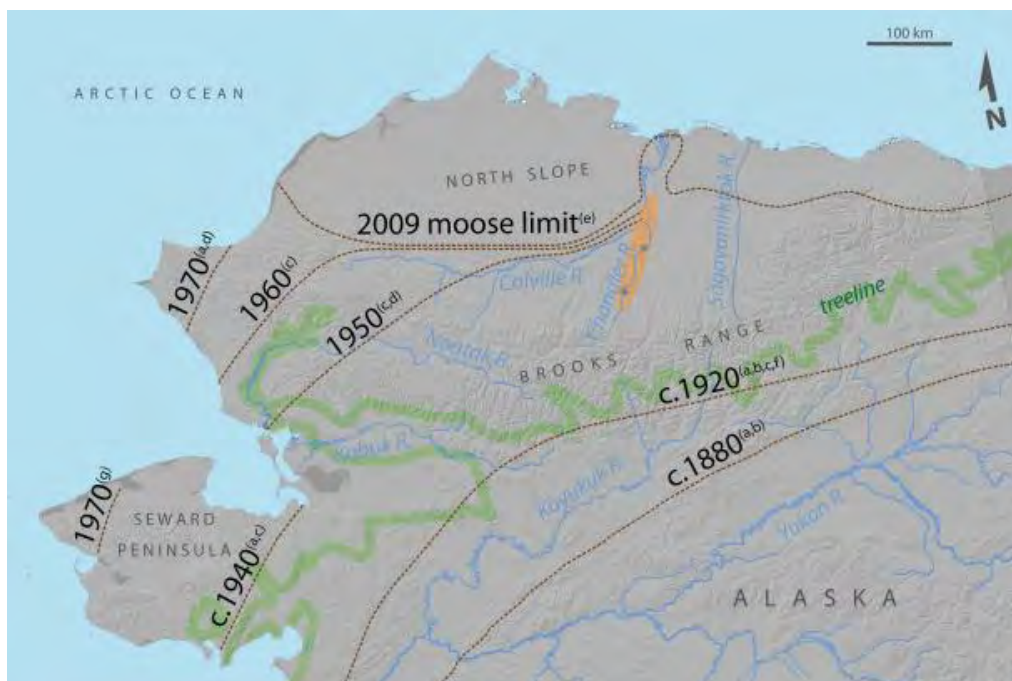 100 km
ARCTIC OCEAN
N
NORTH SLOPE
2009 moose limit(e)
1970(a,d)
1960(c)
1950(c,d)
Colville R.
Chandler R.
Sagavanirktok R.
treeline
Noatak R.
BROOKS RANGE
c.1920(a,b,c,f)
Kobuk R.
c.1880(a,b)
Koyukuk R.
1970(g)
SEWARD
PENINSULA
c.1940(a,c)
Yukon R.
ALASKA